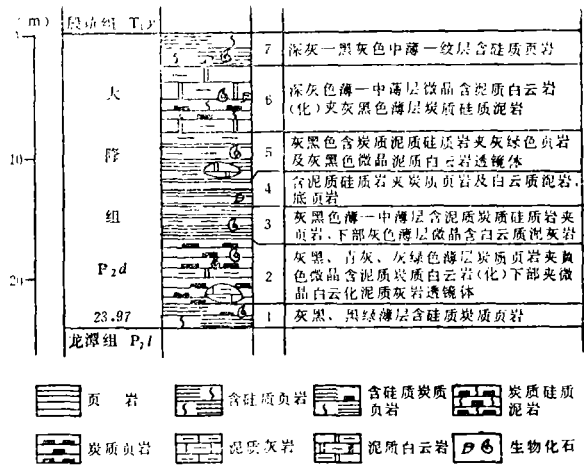 (m)
殷坑组 T₁y
1
7 深灰一黑灰色中薄一纹层含硅质页岩
大
6 深灰色薄一中薄层微晶含泥质白云岩
(化)夹灰黑色薄层炭质硅质泥岩
隆
10
5 灰黑色含炭质泥质硅质岩夹灰绿色页岩
及灰黑色微晶泥质白云岩透镜体
4 含泥质硅质岩夹炭质页岩及白云质泥岩,
底页岩
组
3 灰黑色薄一中薄层含泥质炭质硅质岩夹
页岩、下部灰色薄层微晶含白云质泥灰岩
P₂d
20
2 灰黑、青灰、灰绿色薄层炭质页岩夹黄
色微晶含泥质炭质白云岩(化)下部夹微
晶白云化泥质灰岩透镜体
23.97
1 灰黑、黑绿薄层含硅质炭质页岩
龙潭组 P₂l
页 岩
含硅质页岩
含硅质炭质
页岩
炭质硅质
泥岩
炭质页岩
泥质灰岩
泥质白云岩
生物化石